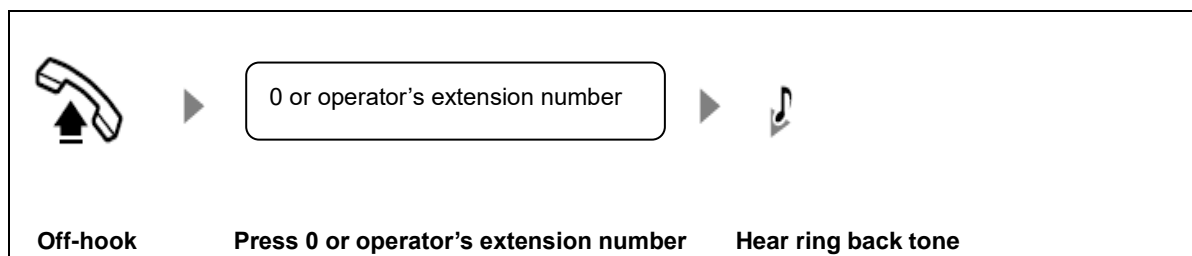 0 or operator’s extension number
Off-hook Press 0 or operator’s extension number Hear ring back tone